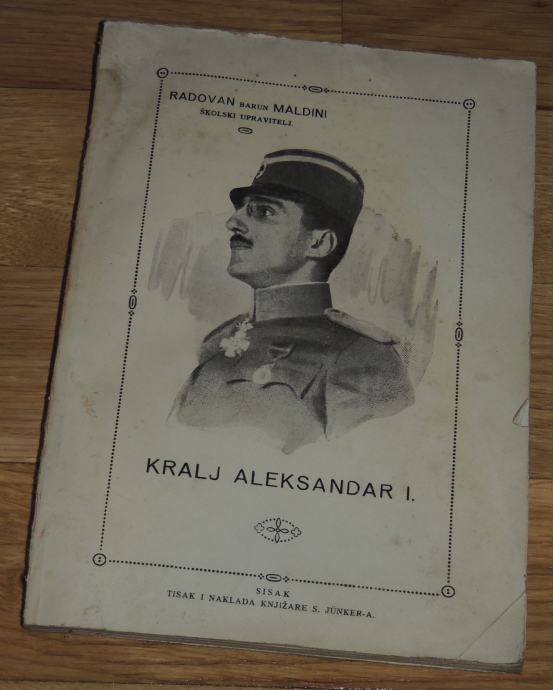 RADOVAN BARUN MALDINI
ŠKOLSKI UPRAVITELJ.
KRALJ ALEKSANDAR I.
SISAK
TISAK I NAKLADA KNJIŽARE S. JÜNKER-A.